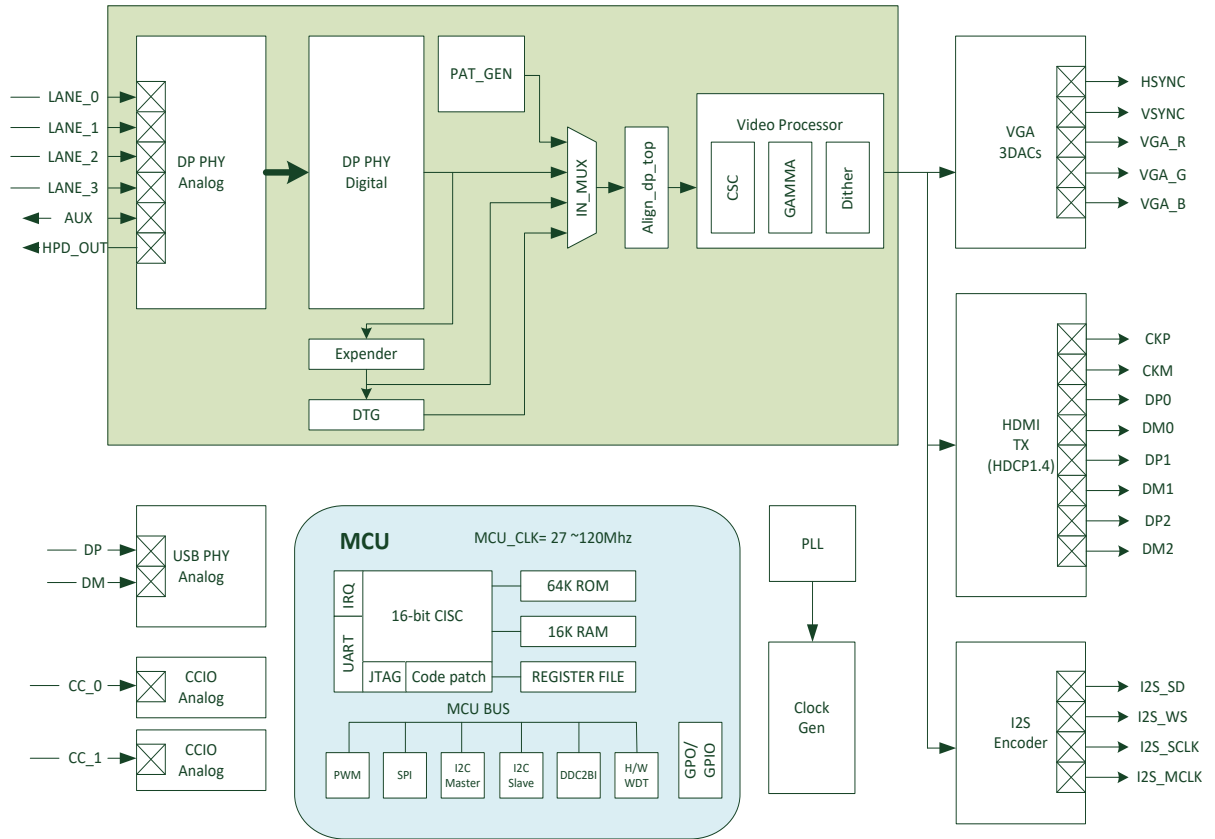 LANE_0
LANE_1
LANE_2
LANE_3
AUX
HPD_OUT
DP PHY
Analog
DP PHY
Digital
PAT_GEN
IN_MUX
Align_dp_top
Video Processor
CSC
GAMMA
Dither
Expender
DTG
VGA
3DACs
HSYNC
VSYNC
VGA_R
VGA_G
VGA_B
HDMI
TX
(HDCP1.4)
CKP
CKM
DP0
DM0
DP1
DM1
DP2
DM2
DP
DM
USB PHY
Analog
CC_0
CCIO
Analog
CC_1
CCIO
Analog
MCU
MCU_CLK= 27 ~120Mhz
IRQ
UART
16-bit CISC
JTAG
Code patch
64K ROM
16K RAM
REGISTER FILE
MCU BUS
PWM
SPI
I2C
Master
I2C
Slave
DDC2BI
H/W
WDT
GPO/
GPIO
PLL
Clock
Gen
I2S
Encoder
I2S_SD
I2S_WS
I2S_SCLK
I2S_MCLK